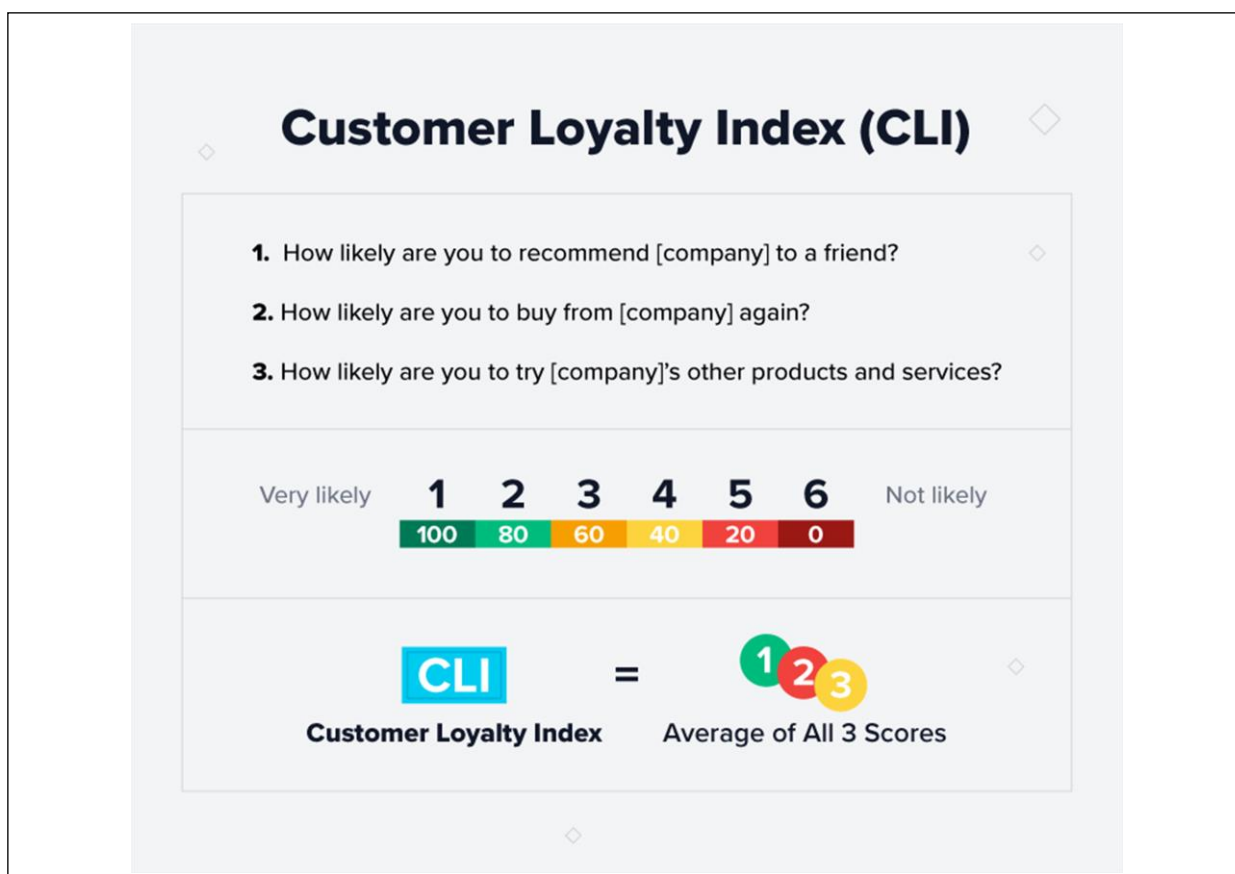 Customer Loyalty Index (CLI)
1. How likely are you to recommend [company] to a friend?
2. How likely are you to buy from [company] again?
3. How likely are you to try [company]'s other products and services?
Very likely 1 2 3 4 5 6 Not likely
100 80 60 40 20 0
CLI = 1 2 3
Customer Loyalty Index Average of All 3 Scores